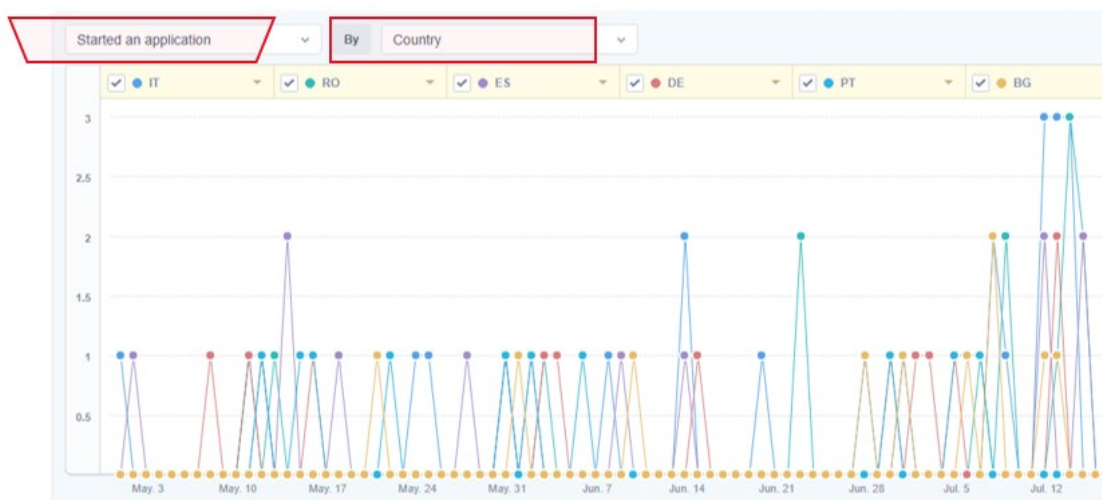 Started an application By Country
IT RO ES DE PT BG
3
2.5
2
1.5
1
0.5
May. 3 May. 10 May. 17 May. 24 May. 31 Jun. 7 Jun. 14 Jun. 21 Jun. 28 Jul. 5 Jul. 12